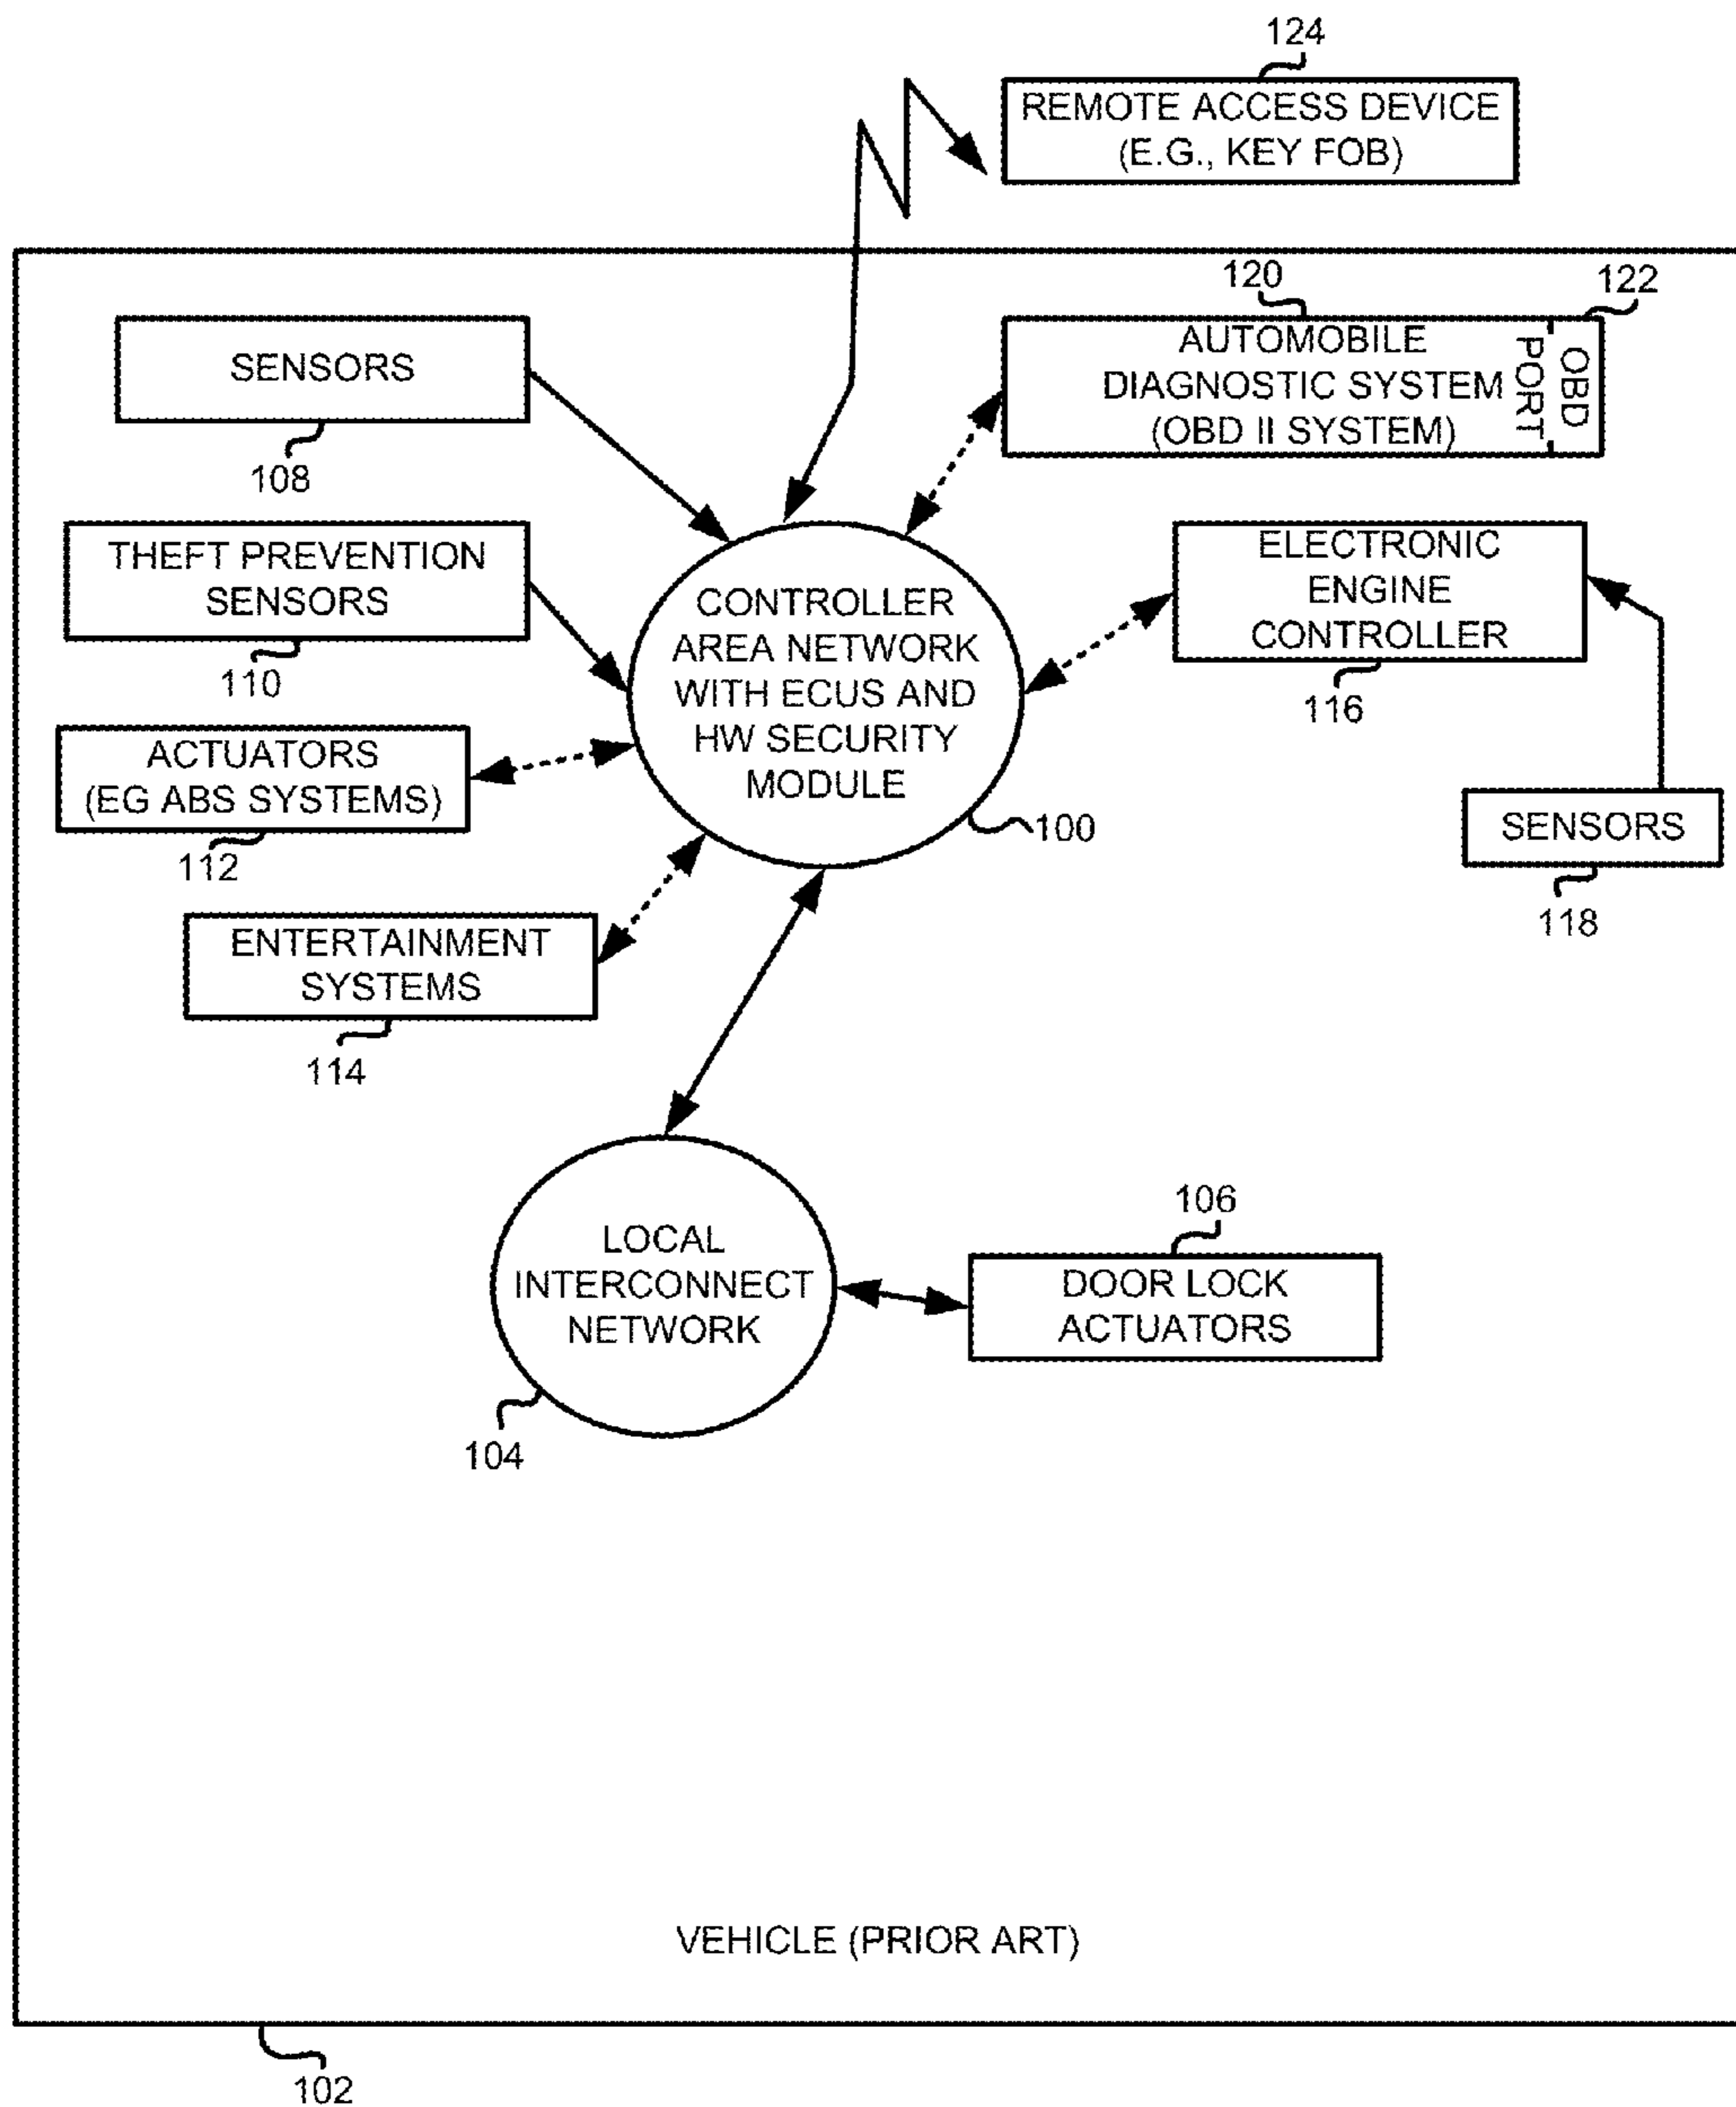 124
REMOTE ACCESS DEVICE
(E.G., KEY FOB)
120
122
SENSORS
108
AUTOMOBILE
DIAGNOSTIC SYSTEM
(OBD II SYSTEM)
OBD
PORT
THEFT PREVENTION
SENSORS
110
CONTROLLER
AREA NETWORK
WITH ECUS AND
HW SECURITY
MODULE
100
ELECTRONIC
ENGINE
CONTROLLER
116
ACTUATORS
(EG ABS SYSTEMS)
112
SENSORS
118
ENTERTAINMENT
SYSTEMS
114
LOCAL
INTERCONNECT
NETWORK
104
106
DOOR LOCK
ACTUATORS
VEHICLE (PRIOR ART)
102